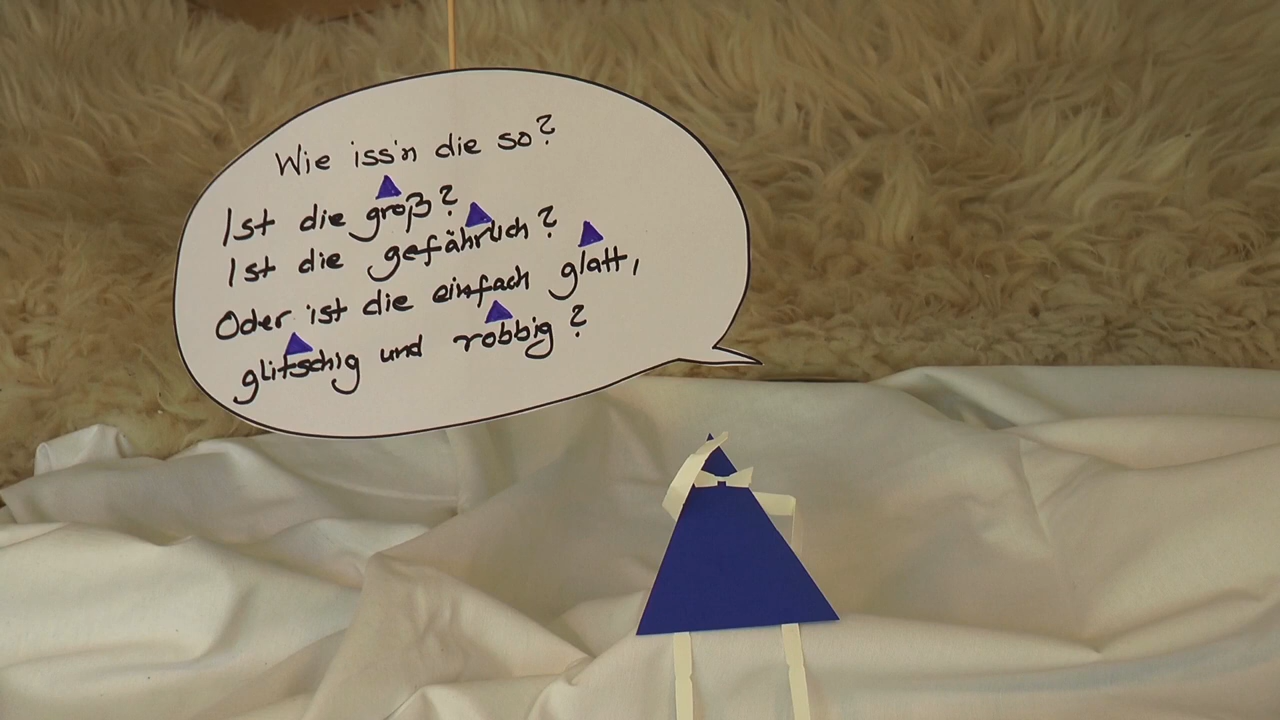 Wie iss'n die so?
Ist die groß?
Ist die gefährlich?
Oder ist die einfach glatt,
glitschig und robbig?